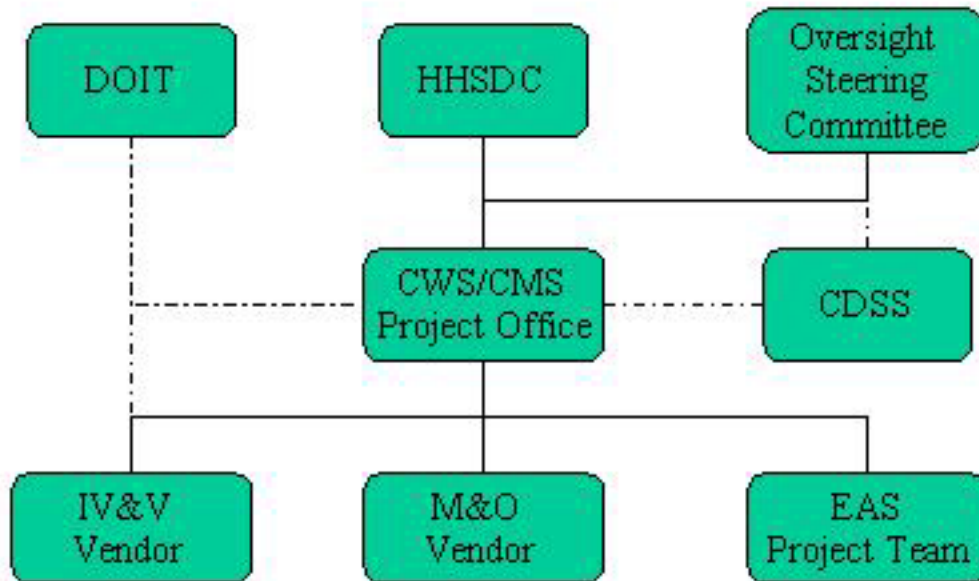 DOIT
HHSDC
Oversight
Steering
Committee
CWS/CMS
Project Office
CDSS
IV&V
Vendor
M&O
Vendor
EAS
Project Team